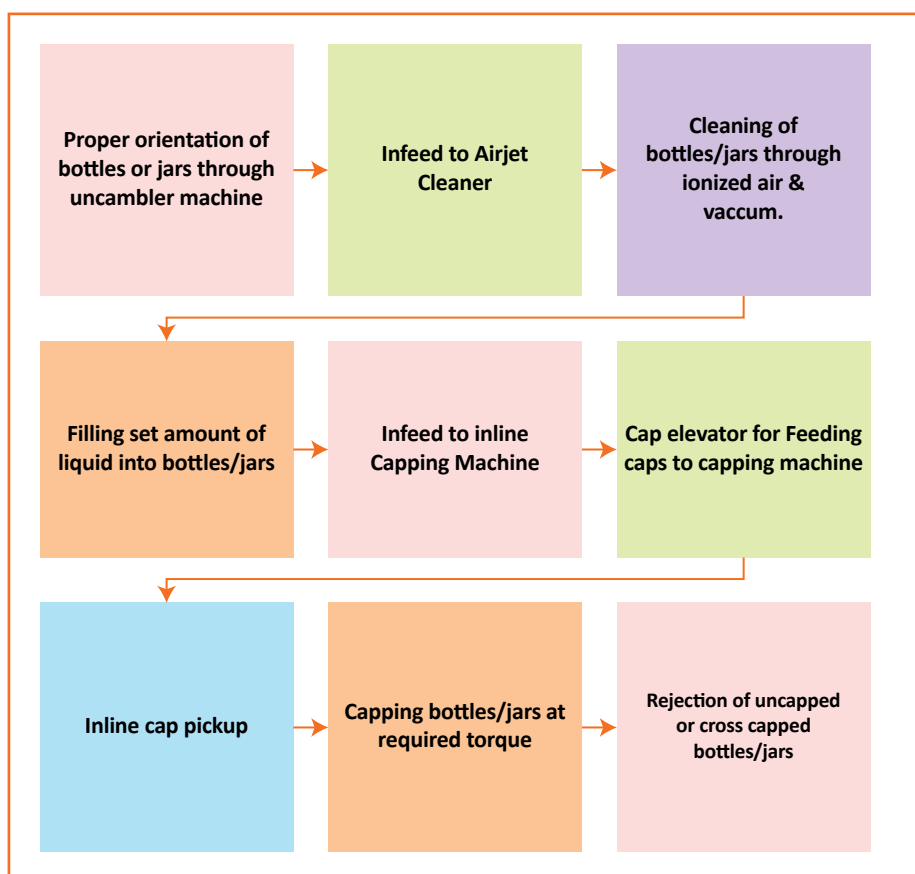 Proper orientation of
bottles or jars through
uncambler machine
Infeed to Airjet
Cleaner
Cleaning of
bottles/jars through
ionized air &
vaccum.
Filling set amount of
liquid into bottles/jars
Infeed to inline
Capping Machine
Cap elevator for Feeding
caps to capping machine
Inline cap pickup
Capping bottles/jars at
required torque
Rejection of uncapped
or cross capped
bottles/jars